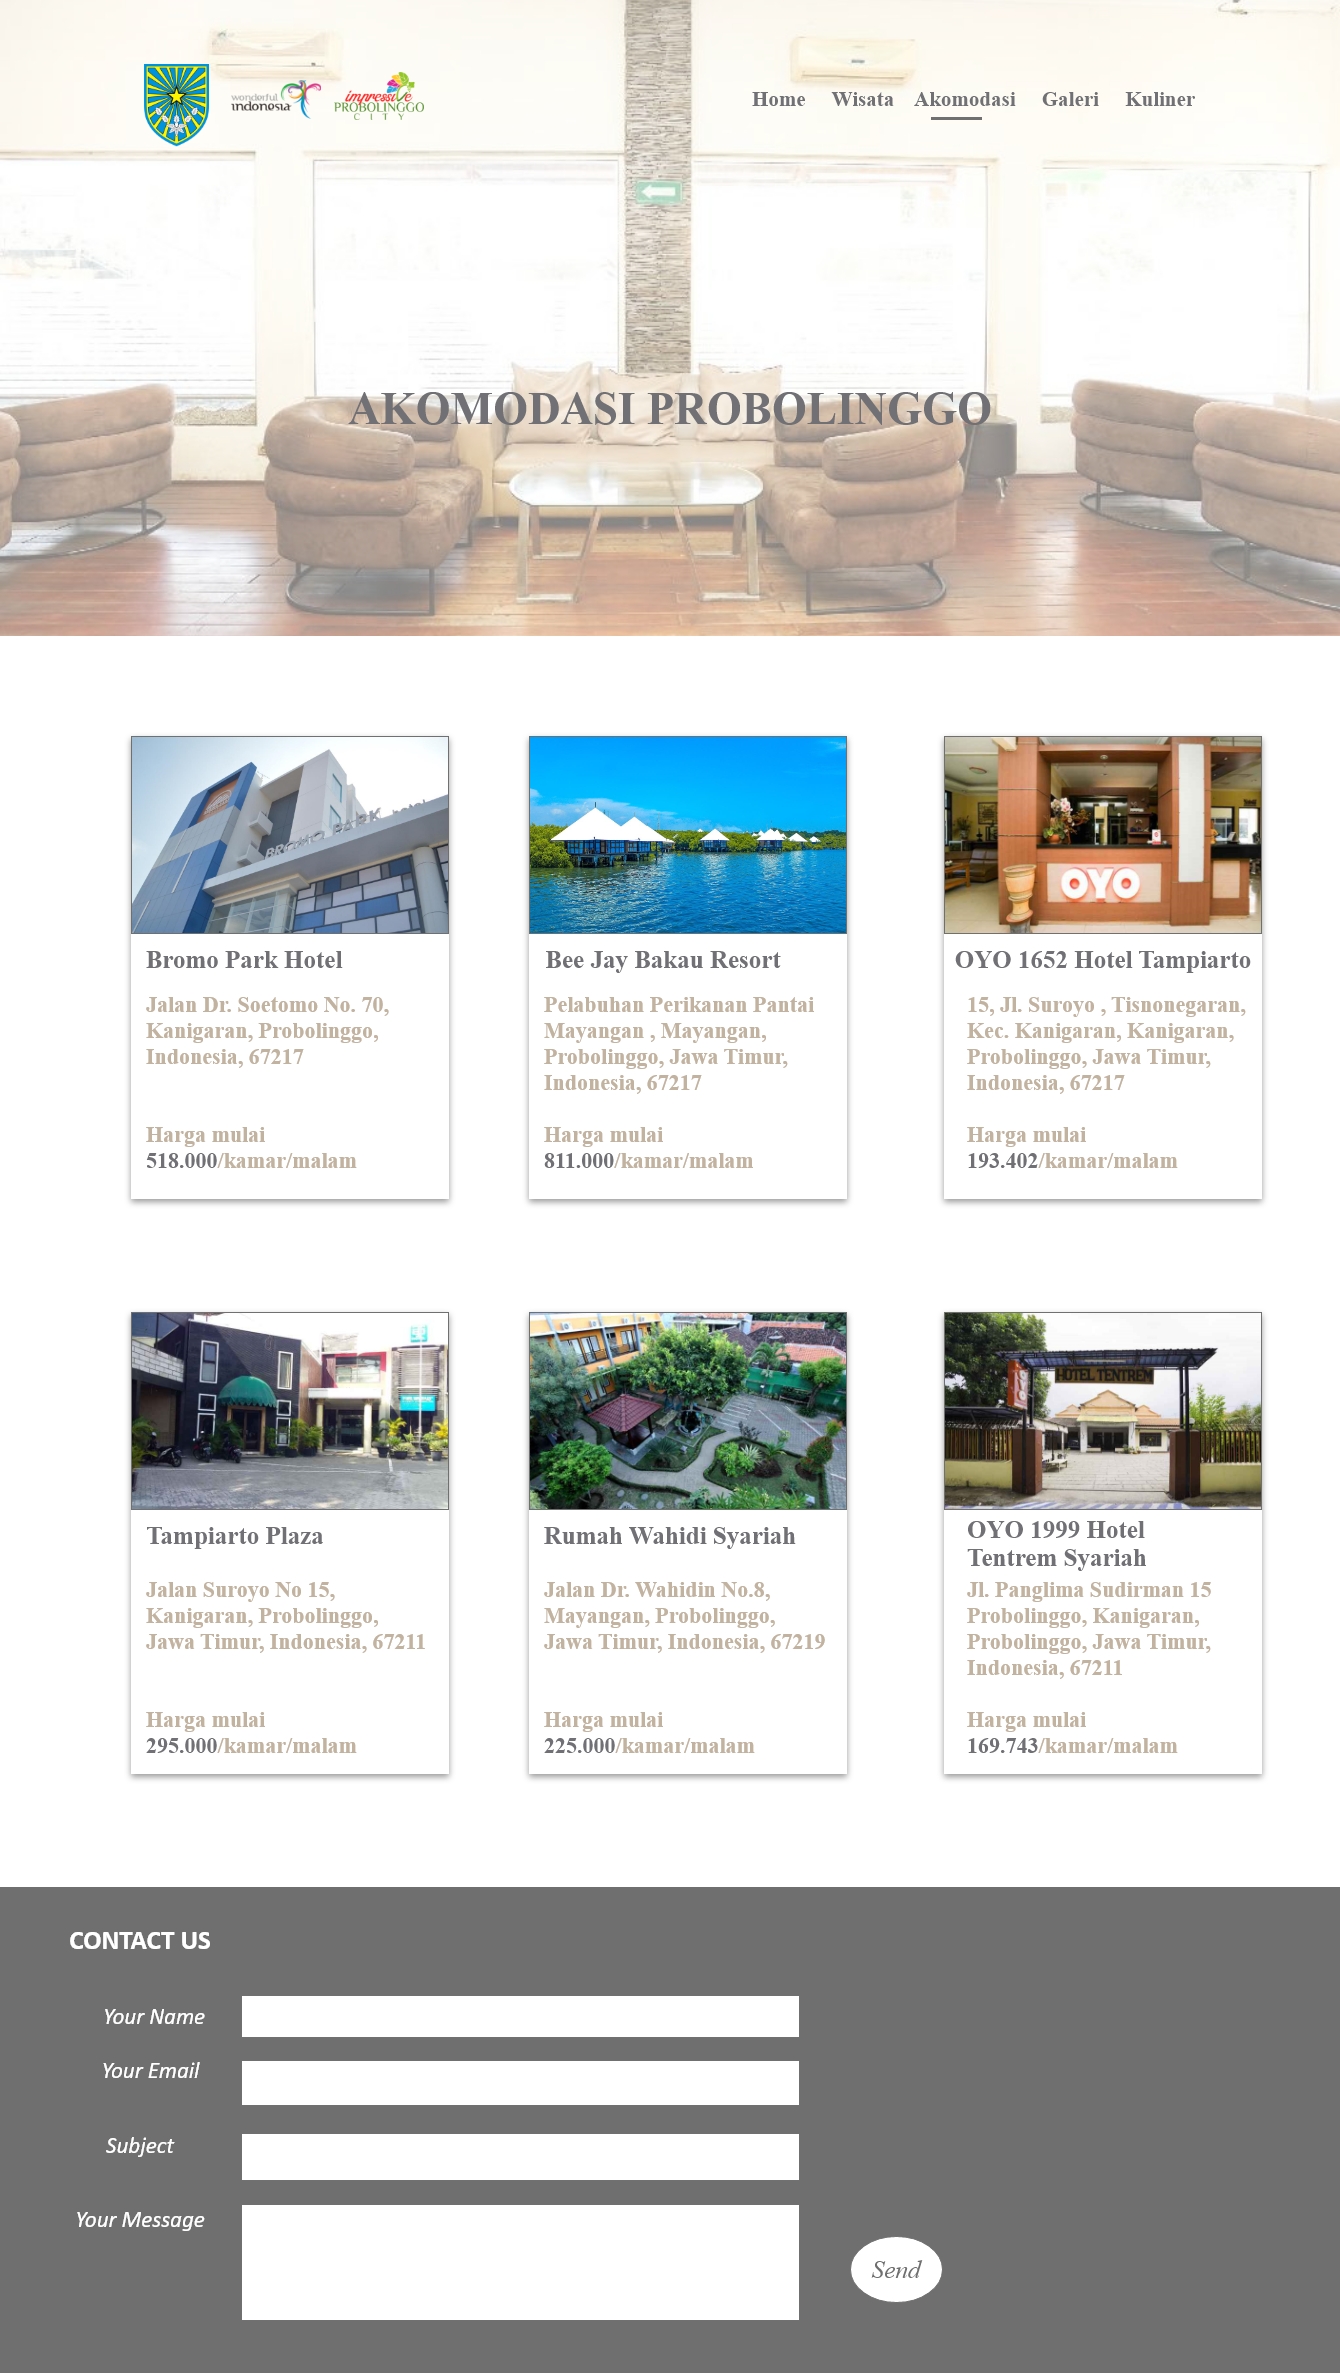 wonderful
indonesia
impressive
PROBOLINGGO
CITY
Home Wisata Akomodasi Galeri Kuliner
AKOMODASI PROBOLINGGO
BROMO PARK HOTEL
OYO
Bromo Park Hotel
Jalan Dr. Soetomo No. 70,
Kanigaran, Probolinggo,
Indonesia, 67217
Harga mulai
518.000/kamar/malam
Bee Jay Bakau Resort
Pelabuhan Perikanan Pantai
Mayangan , Mayangan,
Probolinggo, Jawa Timur,
Indonesia, 67217
Harga mulai
811.000/kamar/malam
OYO 1652 Hotel Tampiarto
15, Jl. Suroyo , Tisnonegaran,
Kec. Kanigaran, Kanigaran,
Probolinggo, Jawa Timur,
Indonesia, 67217
Harga mulai
193.402/kamar/malam
HOTEL TENTREM
Tampiarto Plaza
Jalan Suroyo No 15,
Kanigaran, Probolinggo,
Jawa Timur, Indonesia, 67211
Harga mulai
295.000/kamar/malam
Rumah Wahidi Syariah
Jalan Dr. Wahidin No.8,
Mayangan, Probolinggo,
Jawa Timur, Indonesia, 67219
Harga mulai
225.000/kamar/malam
OYO 1999 Hotel
Tentrem Syariah
Jl. Panglima Sudirman 15
Probolinggo, Kanigaran,
Probolinggo, Jawa Timur,
Indonesia, 67211
Harga mulai
169.743/kamar/malam
CONTACT US
Your Name
Your Email
Subject
Your Message
Send